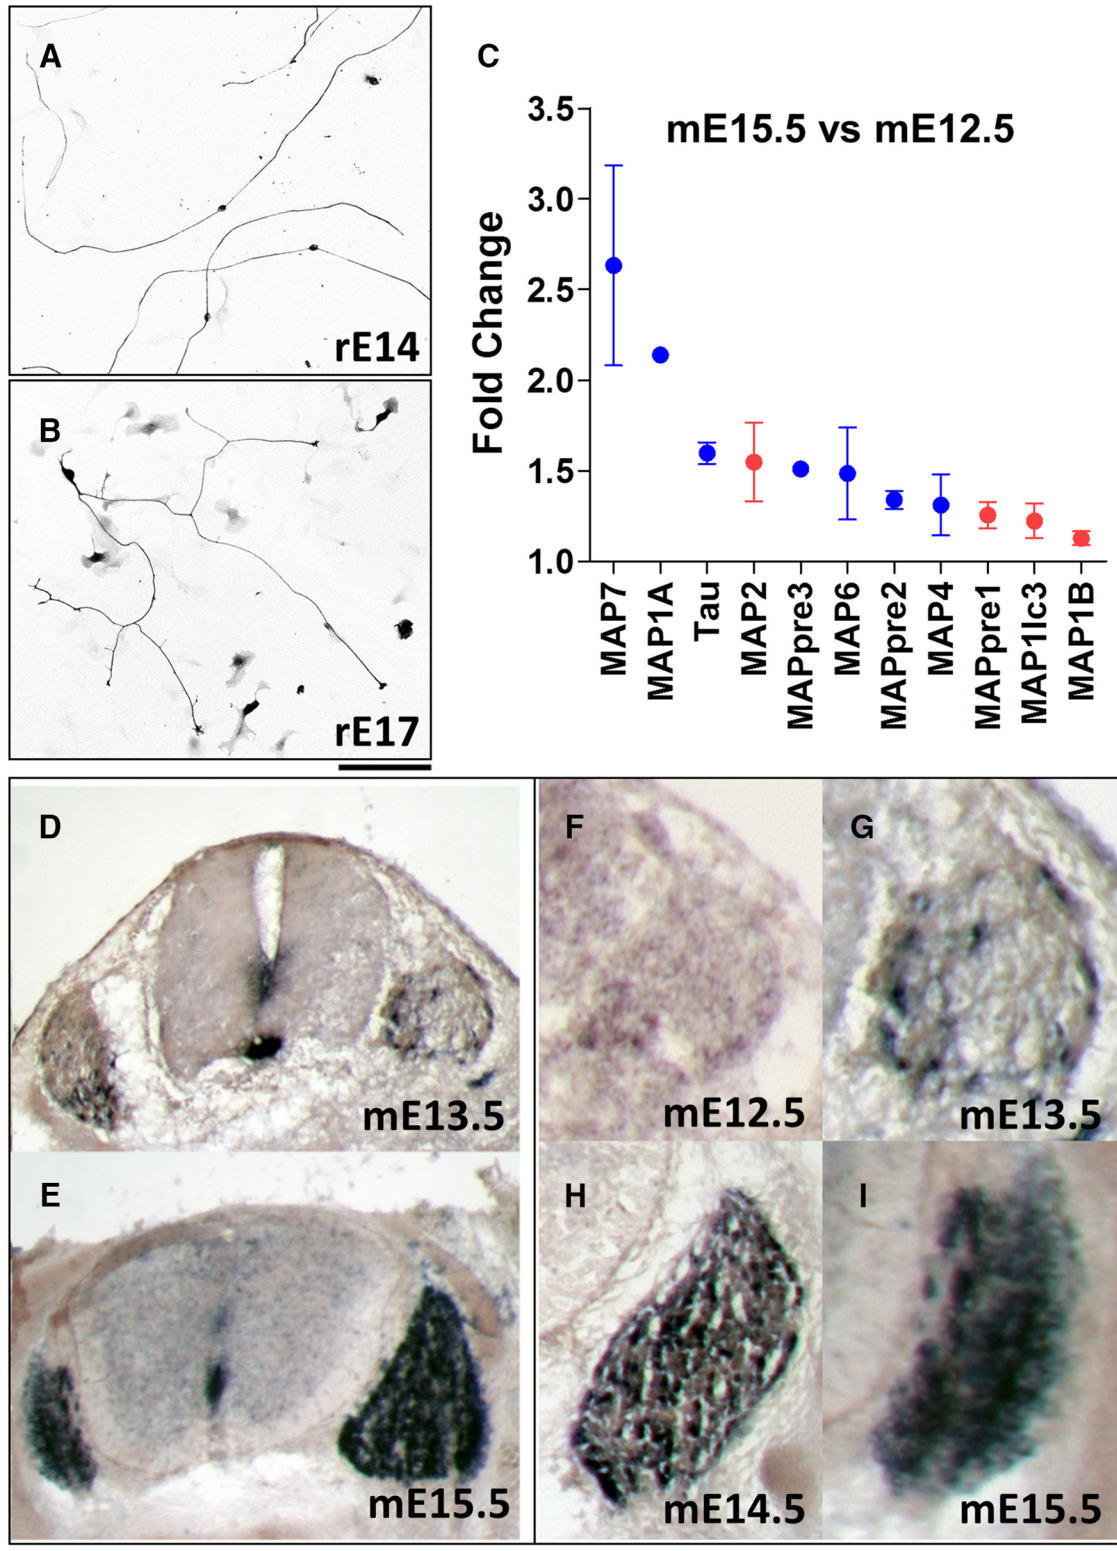 A
rE14
B
rE17
C
mE15.5 vs mE12.5
Fold Change
3.5
3.0
2.5
2.0
1.5
1.0
MAP7
MAP1A
Tau
MAP2
MAPpre3
MAP6
MAPpre2
MAP4
MAPpre1
MAP1lc3
MAP1B
D
mE13.5
E
mE15.5
F
mE12.5
G
mE13.5
H
mE14.5
I
mE15.5